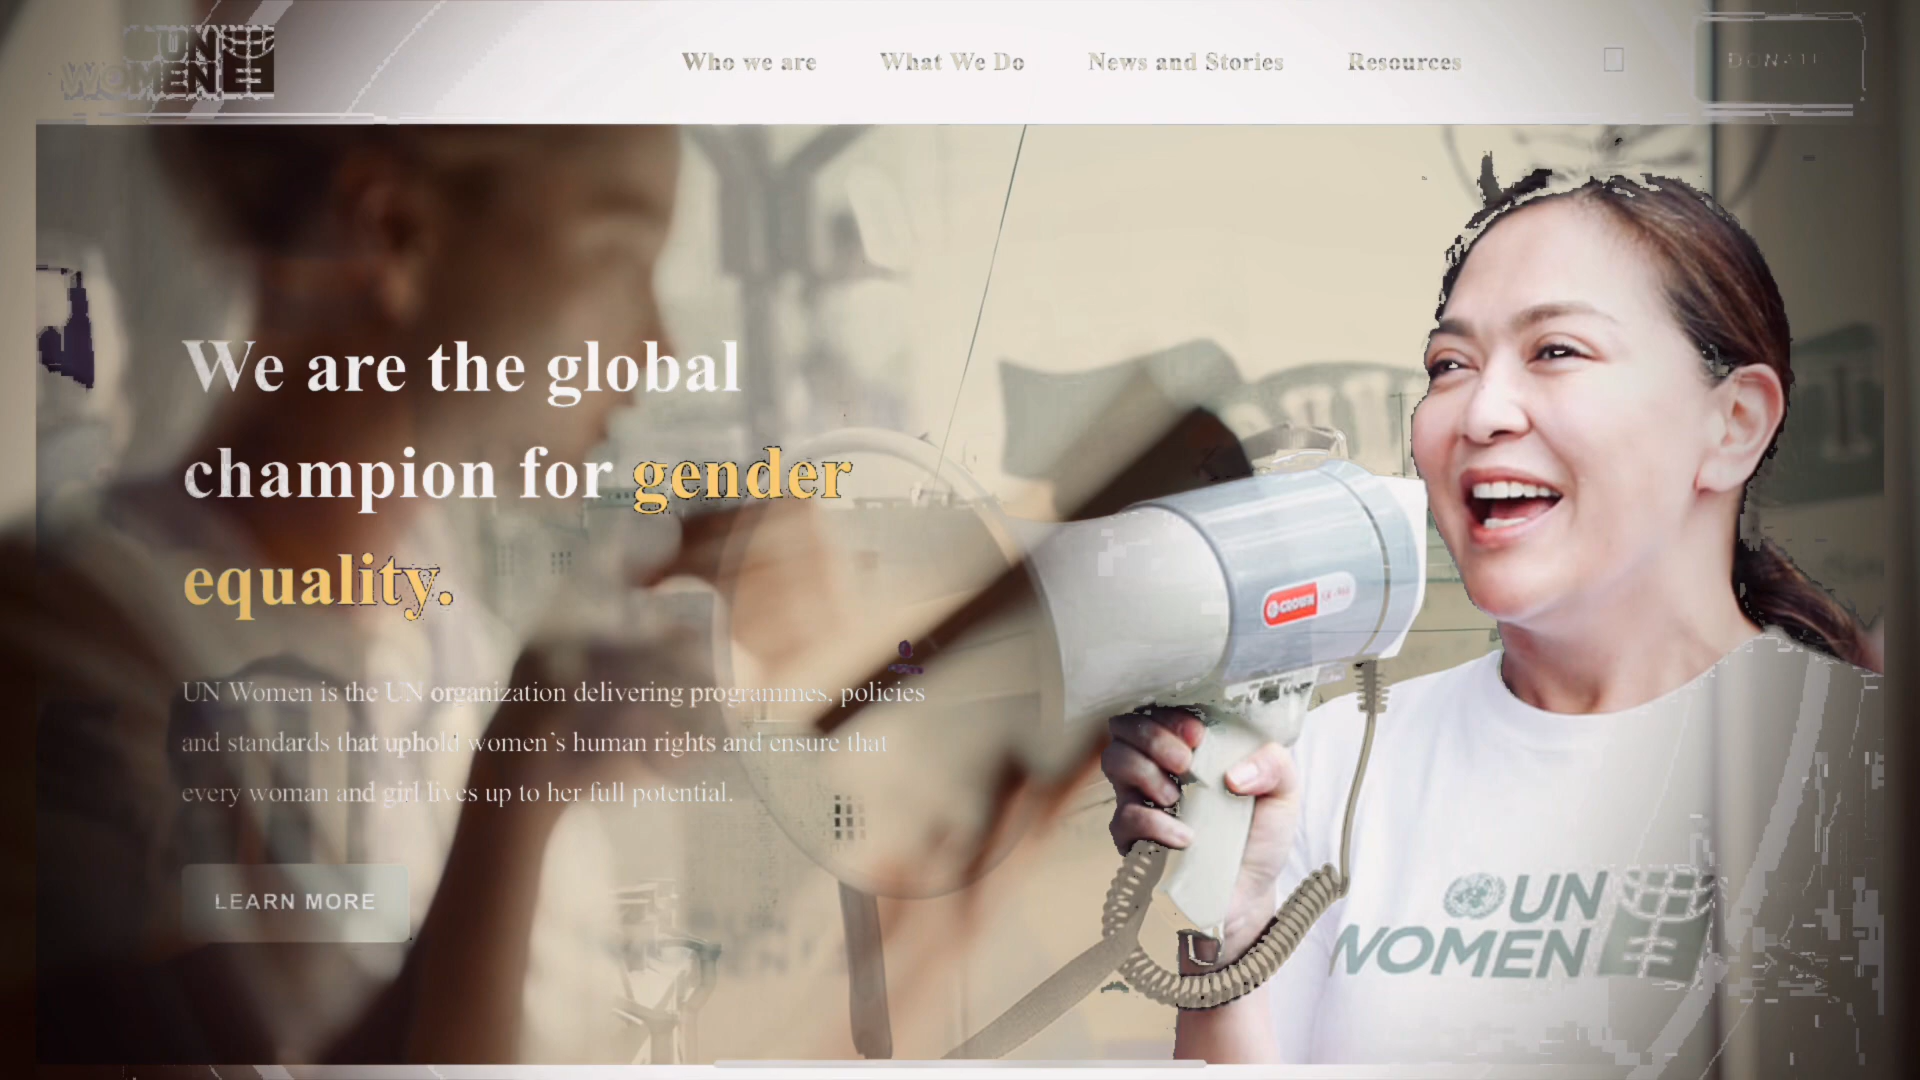 UN
WOMEN
Who we are
What We Do
News and Stories
Resources
DONATE
We are the global
champion for gender
equality.
UN Women is the UN organization delivering programmes, policies
and standards that uphold women’s human rights and ensure that
every woman and girl lives up to her full potential.
LEARN MORE
CROWN
UN
WOMEN